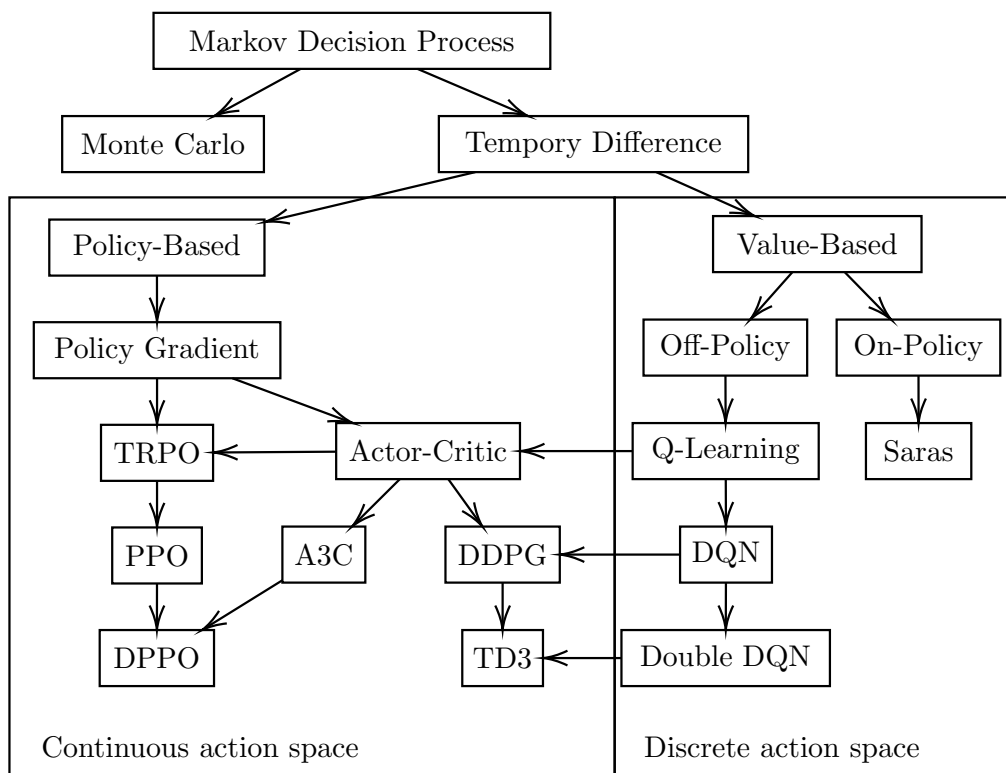 Markov Decision Process
Monte Carlo
Tempory Difference
Policy-Based
Value-Based
Policy Gradient
Off-Policy
On-Policy
TRPO
Actor-Critic
Q-Learning
Saras
PPO
A3C
DDPG
DQN
DPPO
TD3
Double DQN
Continuous action space
Discrete action space